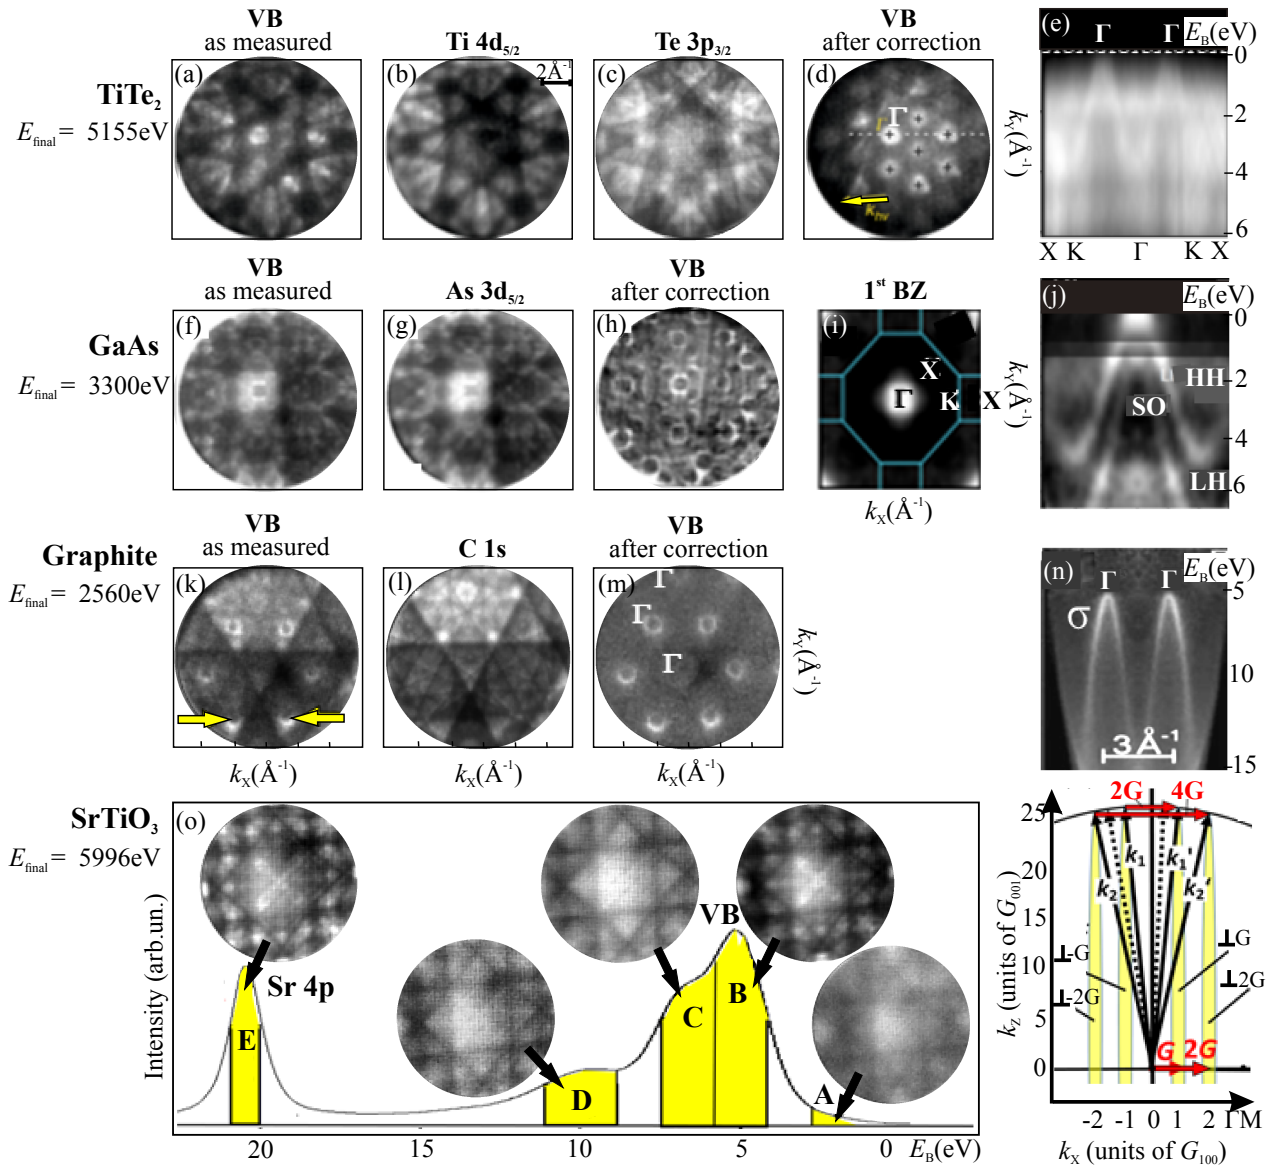 VB
as measured
Ti 4d5/2
Te 3p3/2
VB
after correction
(e)
Γ
Γ
EB(eV)
(a)
(b)
2Å-1
(c)
(d)
Γ
Γ
khν
TiTe2
Efinal = 5155eV
kY(Å-1)
0
-2
-4
-6
X K Γ K X
VB
as measured
As 3d5/2
VB
after correction
1st BZ
(f)
(g)
(h)
(i)
Γ
X
K
X
(j)
EB(eV)
GaAs
Efinal = 3300eV
kY(Å-1)
kX(Å-1)
0
-2
-4
-6
HH
SO
LH
VB
as measured
C 1s
VB
after correction
Graphite
Efinal = 2560eV
(k)
(l)
(m)
Γ
Γ
Γ
kY(Å-1)
kX(Å-1)
kX(Å-1)
(n)
Γ
Γ
EB(eV)
σ
-5
10
-15
3 Å-1
SrTiO3
Efinal = 5996eV
(o)
Intensity (arb.un.)
Sr 4p
VB
E
D
C
B
A
20
15
10
5
0
EB(eV)
2G
4G
k1
k2
k1'
k2'
⊥-G
⊥-2G
⊥G
⊥2G
G
2G
25
20
15
10
5
0
kZ (units of G001)
-2 -1 0 1 2 ΓM
kX (units of G100)